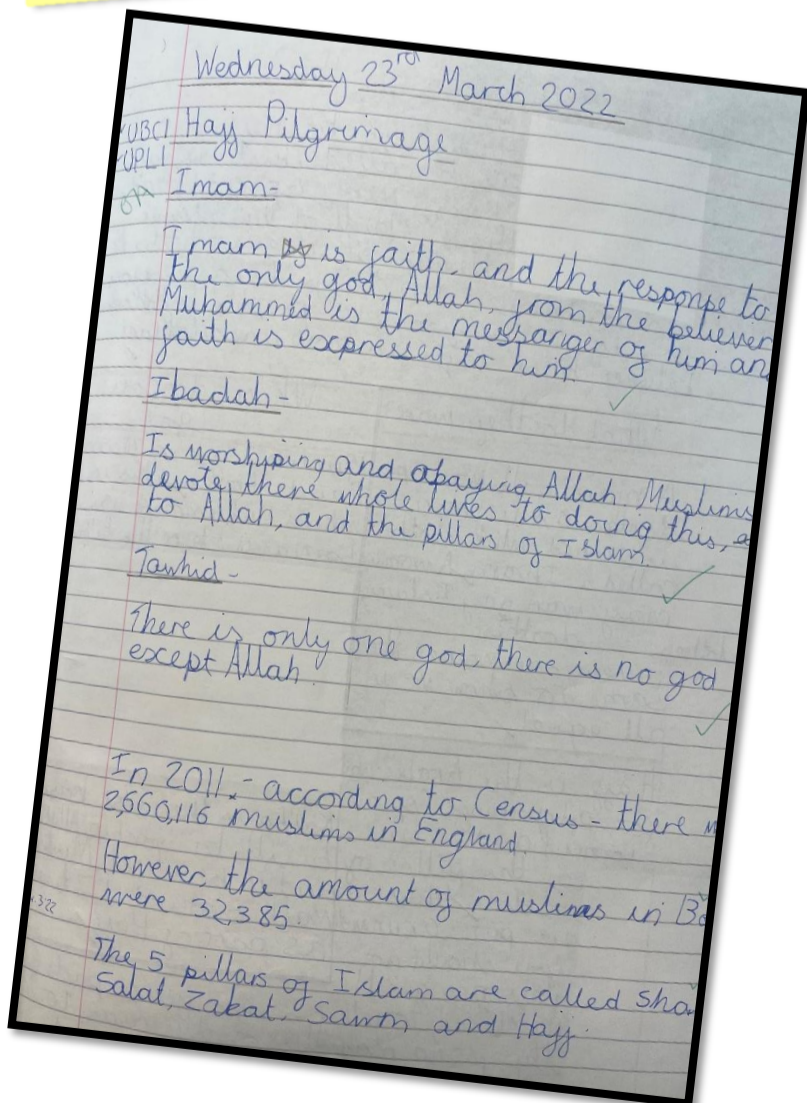 Wednesday 23rd March 2022
UBCI Hajj Pilgrimage
UPLI
Imam-
Imam is faith, and the response to
the only god, Allah, from the believer
Muhammed is the messanger of him an
faith is expressed to him.
Ibadah-
Is worshiping and obaying Allah. Muslims
devote there whole lives to doing this,
to Allah, and the pillars of Islam.
Tawhid-
There is only one god, there is no god
except Allah.
In 2011 - according to Census - there
2,660,116 muslims in England.
However, the amount of muslims in Bo
were 32,385
The 5 pillars of Islam are called Sha
Salat, Zakat, Sawm and Hajj.